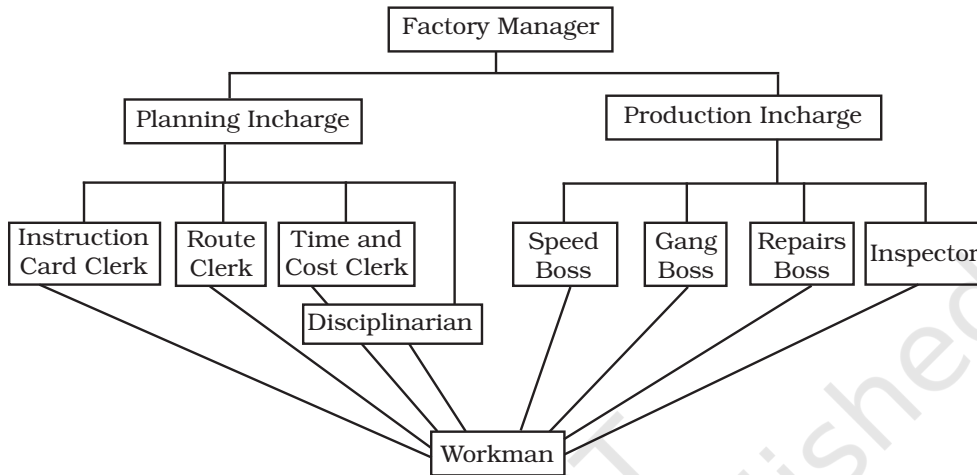 Factory Manager
Planning Incharge
Production Incharge
Instruction
Card Clerk
Route
Clerk
Time and
Cost Clerk
Disciplinarian
Speed
Boss
Gang
Boss
Repairs
Boss
Inspector
Workman